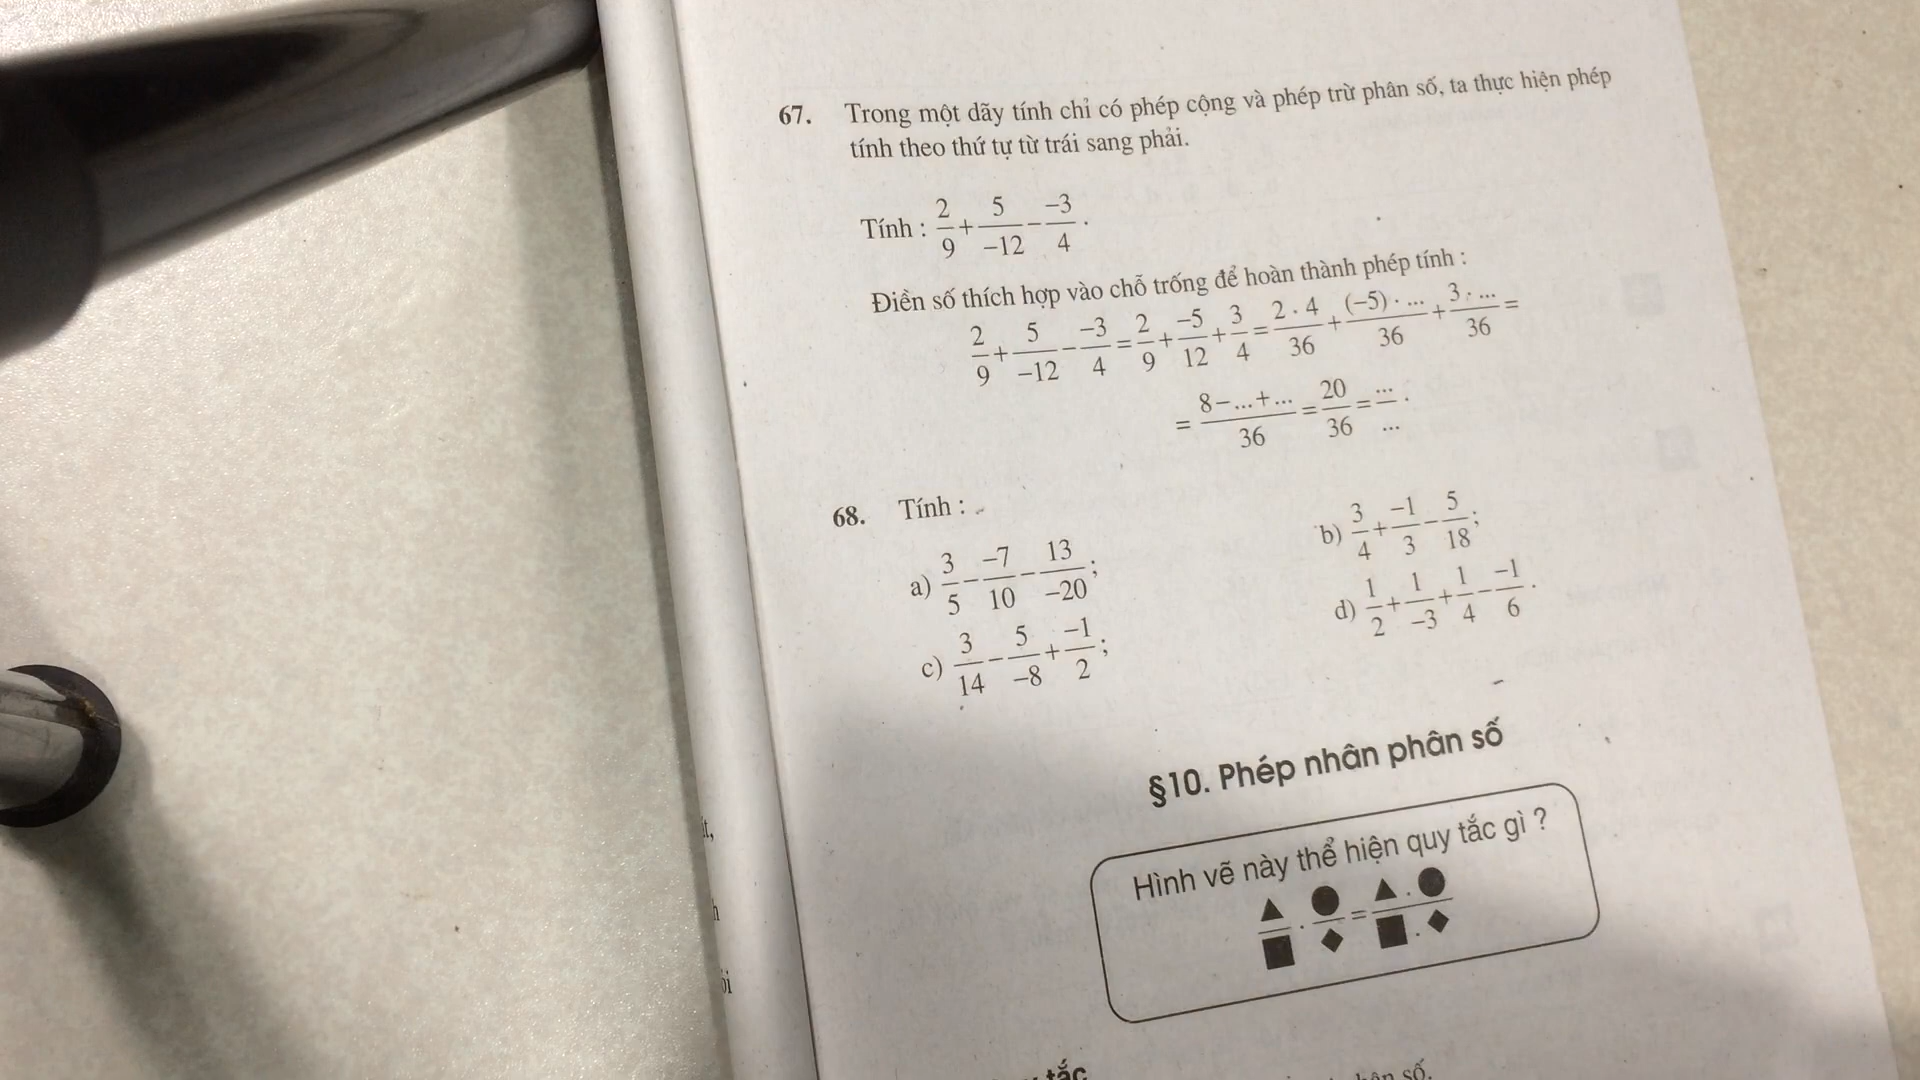 67. Trong một dãy tính chỉ có phép cộng và phép trừ phân số, ta thực hiện phép
tính theo thứ tự từ trái sang phải.
Tính : 2/9 + 5/-12 - -3/4 .
Điền số thích hợp vào chỗ trống để hoàn thành phép tính :
2/9 + 5/-12 - -3/4 = 2/9 + -5/12 + 3/4 = 2 . 4/36 + (-5) . .../36 + 3 . .../36 =
= 8 - ... + .../36 = 20/36 = .../... .
68. Tính :
a) 3/5 - -7/10 - 13/-20 ;
b) 3/4 + -1/3 - 5/18 ;
c) 3/14 - 5/-8 + -1/2 ;
d) 1/2 + 1/-3 + 1/4 - -1/6 .
§10. Phép nhân phân số
Hình vẽ này thể hiện quy tắc gì ?
▲/■ . ●/◆ = ▲ . ●/■ . ◆
tắc
số.